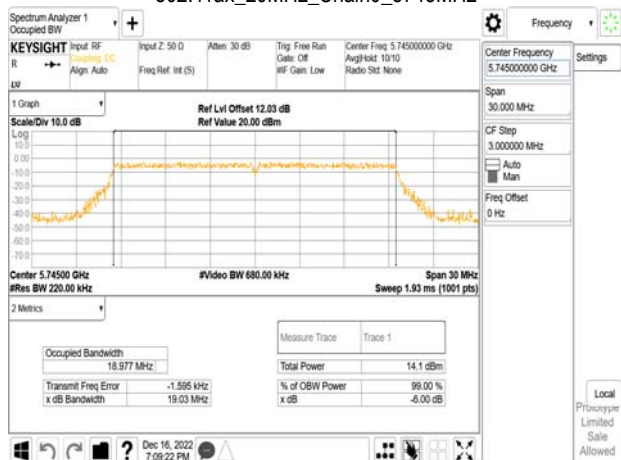 Spectrum Analyzer 1
Occupied BW
Frequency
KEYSIGHT
R
Input: RF
Coupling: DC
Align: Auto
Input Z: 50 Ω
Freq Ref: Int (S)
Atten: 30 dB
Trig: Free Run
Gate: Off
#IF Gain: Low
Center Freq: 5.745000000 GHz
Avg|Hold: 10/10
Radio Std: None
1 Graph
Scale/Div 10.0 dB
Ref Lvl Offset 12.03 dB
Ref Value 20.00 dBm
Log
10.0
0.00
-10.0
-20.0
-30.0
-40.0
-50.0
-60.0
-70.0
Center 5.74500 GHz
#Res BW 220.00 kHz
#Video BW 680.00 kHz
Span 30 MHz
Sweep 1.93 ms (1001 pts)
2 Metrics
Measure Trace Trace 1
Occupied Bandwidth
18.977 MHz
Total Power 14.1 dBm
Transmit Freq Error -1.595 kHz
% of OBW Power 99.00 %
x dB Bandwidth 19.03 MHz
x dB -6.00 dB
Center Frequency
5.745000000 GHz
Settings
Span
30.000 MHz
CF Step
3.000000 MHz
Auto
Man
Freq Offset
0 Hz
Local
Prototype
Limited
Sale
Allowed
Dec 16, 2022
7:09:22 PM